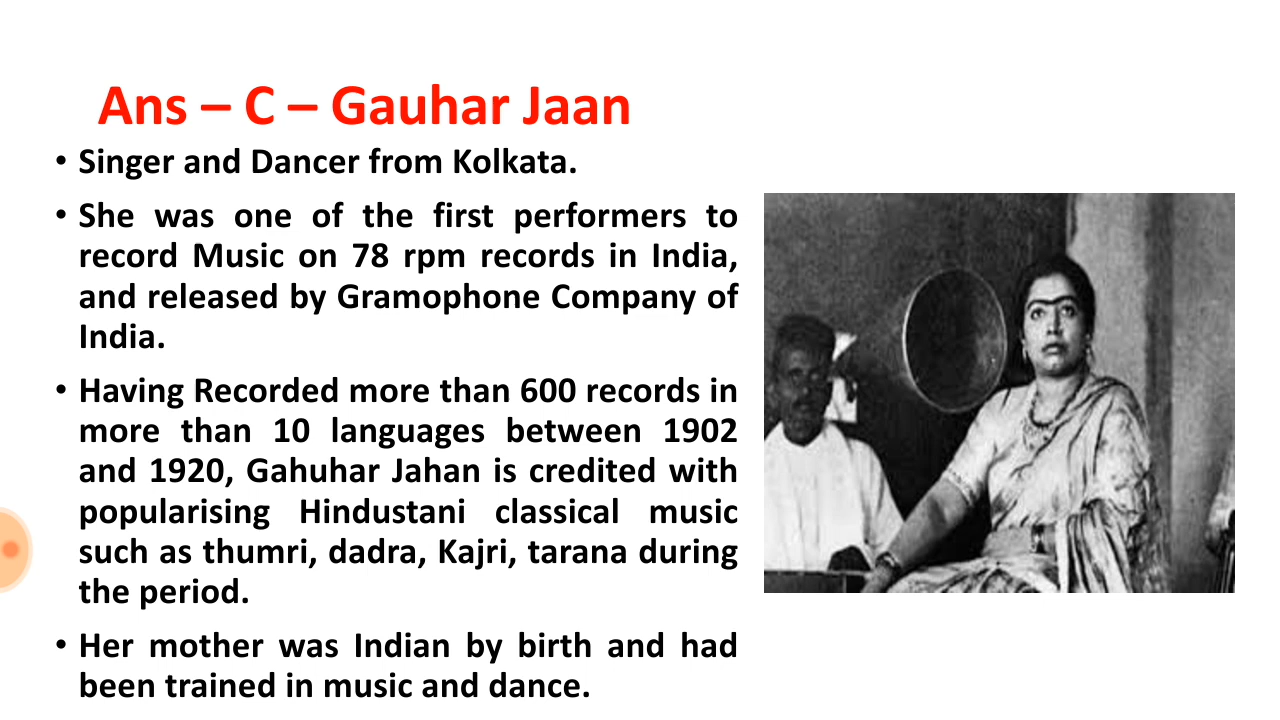 Ans – C – Gauhar Jaan
• Singer and Dancer from Kolkata.
• She was one of the first performers to
record Music on 78 rpm records in India,
and released by Gramophone Company of
India.
• Having Recorded more than 600 records in
more than 10 languages between 1902
and 1920, Gahuhar Jahan is credited with
popularising Hindustani classical music
such as thumri, dadra, Kajri, tarana during
the period.
• Her mother was Indian by birth and had
been trained in music and dance.